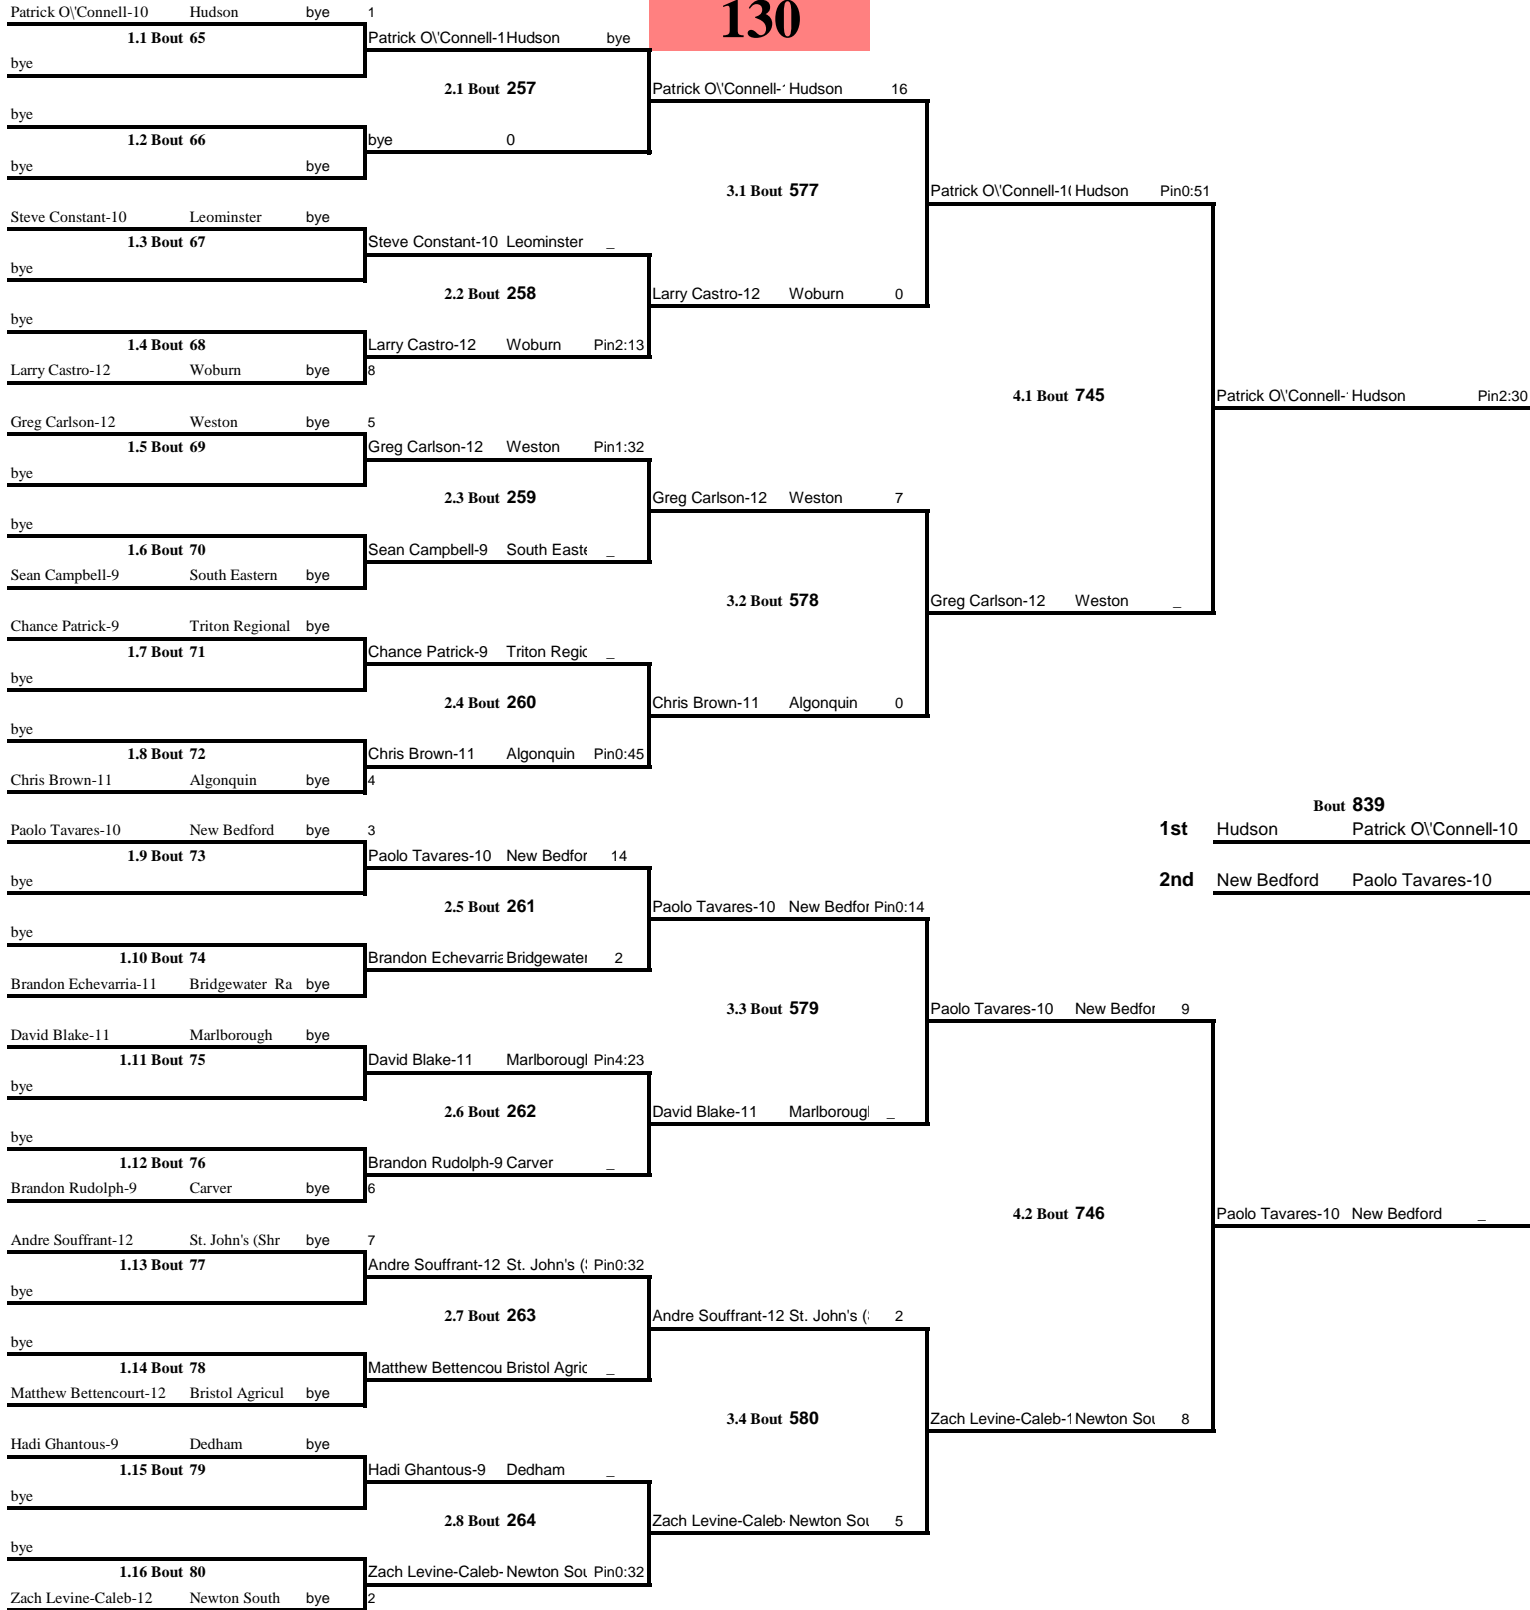 130
Patrick O\'Connell-10 Hudson bye 1
1.1 Bout 65
Patrick O\'Connell-1 Hudson bye
bye
2.1 Bout 257
Patrick O\'Connell- Hudson 16
bye
1.2 Bout 66
bye 0
bye bye
3.1 Bout 577
Patrick O\'Connell-1( Hudson Pin0:51
Steve Constant-10 Leominster bye
1.3 Bout 67
Steve Constant-10 Leominster _
bye
2.2 Bout 258
Larry Castro-12 Woburn 0
bye
1.4 Bout 68
Larry Castro-12 Woburn Pin2:13
Larry Castro-12 Woburn bye 8
4.1 Bout 745
Patrick O\'Connell- Hudson Pin2:30
Greg Carlson-12 Weston bye 5
1.5 Bout 69
Greg Carlson-12 Weston Pin1:32
bye
2.3 Bout 259
Greg Carlson-12 Weston 7
bye
1.6 Bout 70
Sean Campbell-9 South Easte _
Sean Campbell-9 South Eastern bye
3.2 Bout 578
Greg Carlson-12 Weston _
Chance Patrick-9 Triton Regional bye
1.7 Bout 71
Chance Patrick-9 Triton Regic _
bye
2.4 Bout 260
Chris Brown-11 Algonquin 0
bye
1.8 Bout 72
Chris Brown-11 Algonquin Pin0:45
Chris Brown-11 Algonquin bye 4
Bout 839
1st Hudson Patrick O\'Connell-10
2nd New Bedford Paolo Tavares-10
Paolo Tavares-10 New Bedford bye 3
1.9 Bout 73
Paolo Tavares-10 New Bedfor 14
bye
2.5 Bout 261
Paolo Tavares-10 New Bedfor Pin0:14
bye
1.10 Bout 74
Brandon Echevarria Bridgewater 2
Brandon Echevarria-11 Bridgewater Ra bye
3.3 Bout 579
Paolo Tavares-10 New Bedfor 9
David Blake-11 Marlborough bye
1.11 Bout 75
David Blake-11 Marlborougl Pin4:23
bye
2.6 Bout 262
David Blake-11 Marlborougl _
bye
1.12 Bout 76
Brandon Rudolph-9 Carver _
Brandon Rudolph-9 Carver bye 6
4.2 Bout 746
Paolo Tavares-10 New Bedford _
Andre Souffrant-12 St. John's (Shr bye 7
1.13 Bout 77
Andre Souffrant-12 St. John's (S Pin0:32
bye
2.7 Bout 263
Andre Souffrant-12 St. John's (S 2
bye
1.14 Bout 78
Matthew Bettencou Bristol Agric _
Matthew Bettencourt-12 Bristol Agricul bye
3.4 Bout 580
Zach Levine-Caleb-1 Newton Sou 8
Hadi Ghantous-9 Dedham bye
1.15 Bout 79
Hadi Ghantous-9 Dedham _
bye
2.8 Bout 264
Zach Levine-Caleb- Newton Sou 5
bye
1.16 Bout 80
Zach Levine-Caleb- Newton Sou Pin0:32
Zach Levine-Caleb-12 Newton South bye 2